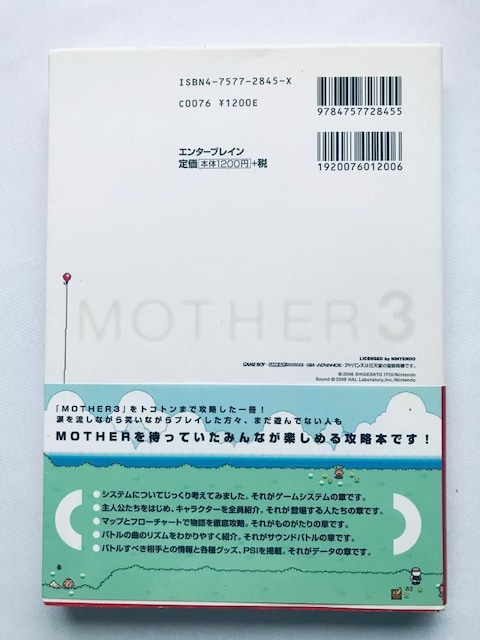 ISBN4-7577-2845-X
C0076 ¥1200E
9784757728455
エンターブレイン
定価 本体1200円 +税
1920076012006
MOTHER3
LICENSED by NINTENDO
©2006 SHIGESATO ITOI/Nintendo
Sound ©2006 HAL Laboratory,Inc./Nintendo
「MOTHER3」をトコトンまで攻略した一冊！
涙を流しながら笑いながらプレイした方々、まだ遊んでない人も
MOTHERを待っていたみんなが楽しめる攻略本です！
●システムについてじっくり考えてみました。それがゲームシステムの章です。
●主人公たちをはじめ、キャラクターを全員紹介。それが登場する人たちの章です。
●マップとフローチャートで物語を徹底攻略。それがものがたりの章です。
●バトルの曲のリズムをわかりやすく紹介。それがサウンドバトルの章です。
●バトルすべき相手との情報と各種グッズ、PSIを掲載。それがデータの章です。